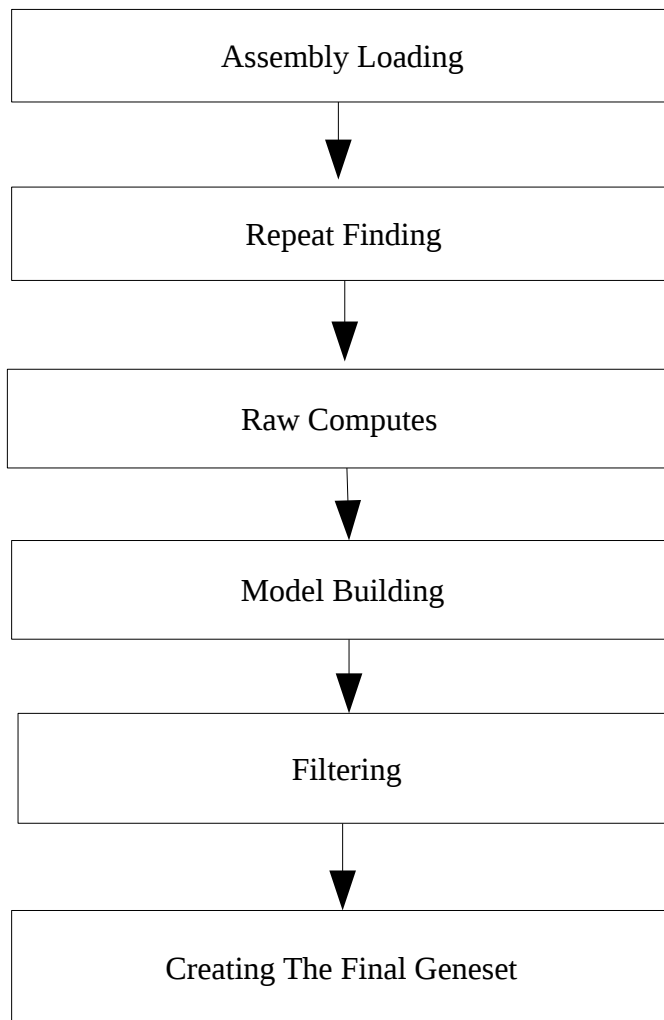 Assembly Loading
Repeat Finding
Raw Computes
Model Building
Filtering
Creating The Final Geneset